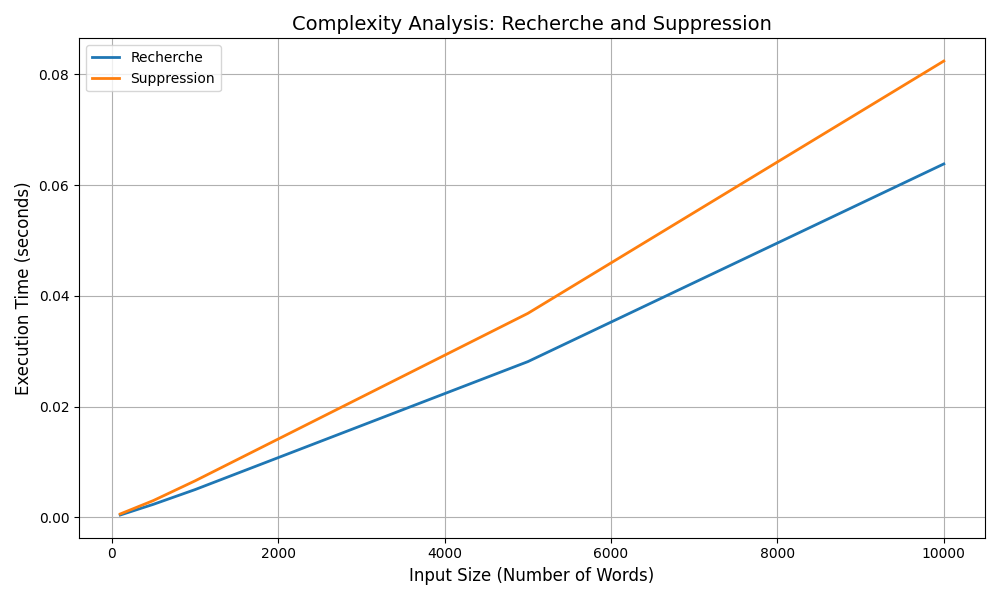 Complexity Analysis: Recherche and Suppression
Recherche
Suppression
0.08
0.06
0.04
0.02
0.00
Execution Time (seconds)
0 2000 4000 6000 8000 10000
Input Size (Number of Words)